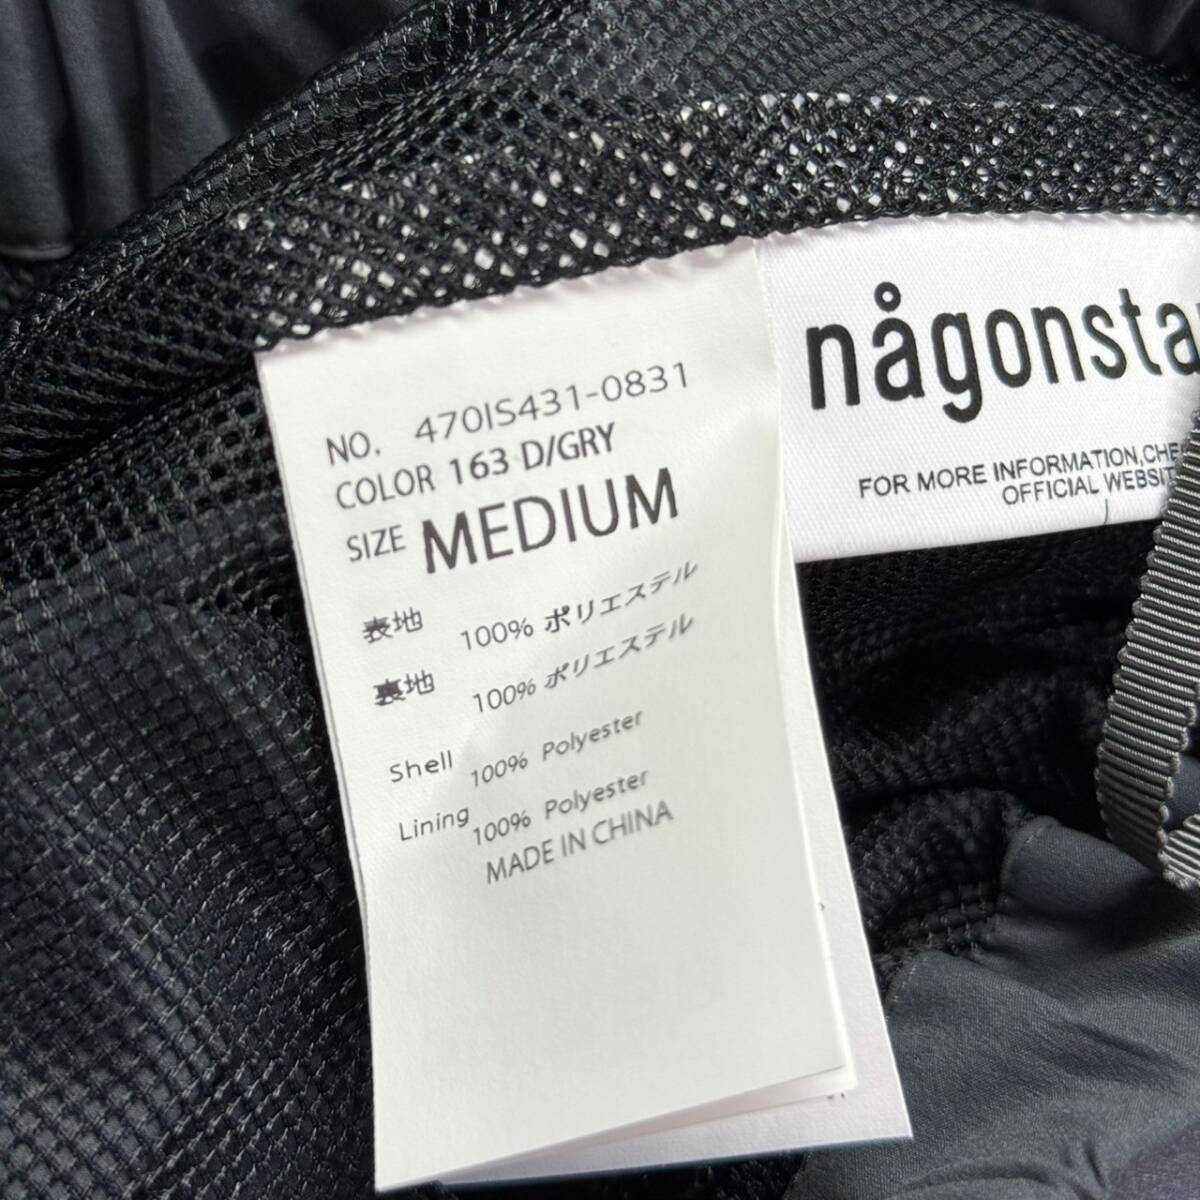 NO. 470IS431-0831
COLOR 163 D/GRY
SIZE MEDIUM
表地 100% ポリエステル
裏地 100% ポリエステル
Shell 100% Polyester
Lining 100% Polyester
MADE IN CHINA
någonsta
FOR MORE INFORMATION,CHE
OFFICIAL WEBSIT